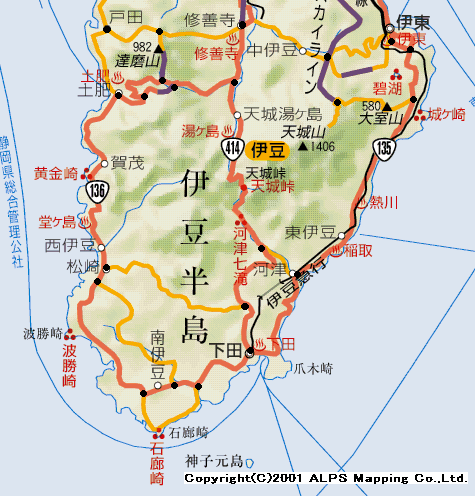 戸田
修善寺
スカイライン
伊東
伊東
982
達磨山
修善寺
中伊豆
碧湖
土肥
土肥
天城湯ヶ島
580
大室山
城ヶ崎
湯ヶ島
天城山
1406
静岡県総合管理公社
414
伊豆
135
賀茂
黄金崎
天城峠
天城峠
136
伊豆半島
熱川
堂ヶ島
河津七滝
東伊豆
西伊豆
稲取
松崎
河津
伊豆急行
波勝崎
波勝崎
下田
下田
南伊豆
爪木崎
石廊崎
石廊崎
神子元島
Copyright(C)2001 ALPS Mapping Co.,Ltd.